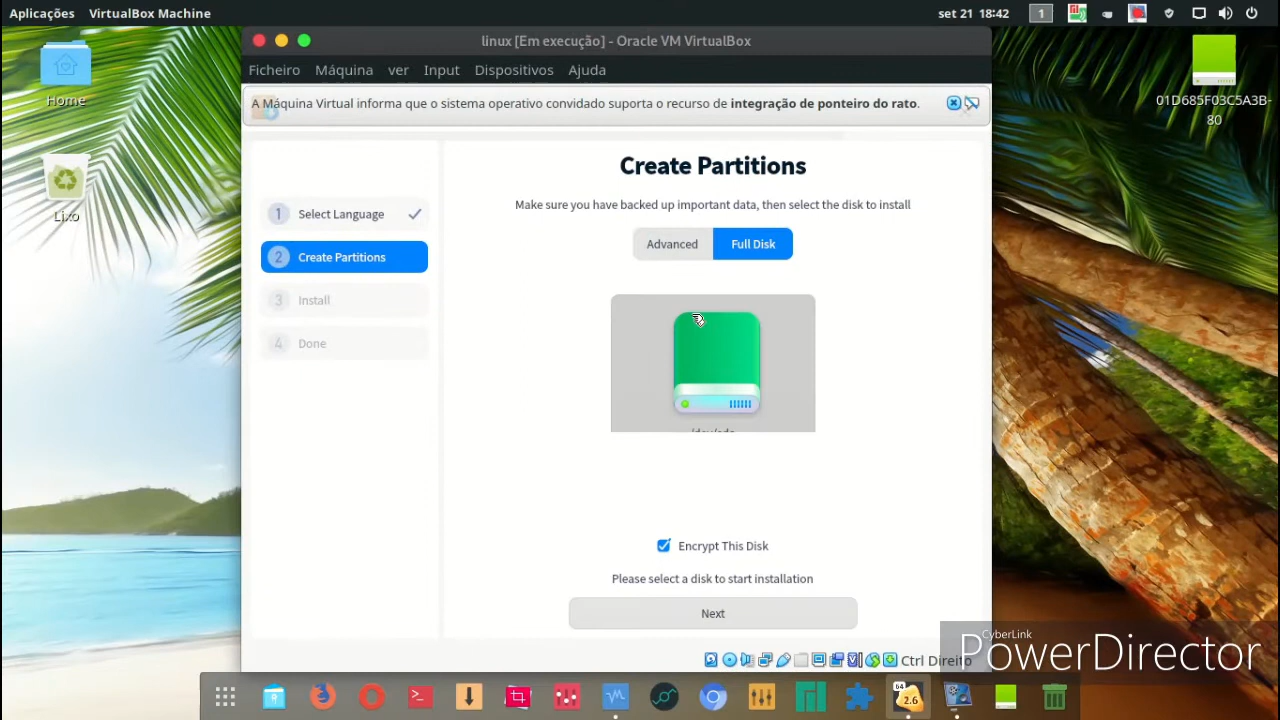 Aplicações VirtualBox Machine set 21 18:42 1
Home
Lixo
01D685F03C5A3B-
80
linux [Em execução] - Oracle VM VirtualBox
Ficheiro Máquina ver Input Dispositivos Ajuda
A Máquina Virtual informa que o sistema operativo convidado suporta o recurso de integração de ponteiro do rato.
1 Select Language
2 Create Partitions
3 Install
4 Done
Create Partitions
Make sure you have backed up important data, then select the disk to install
Advanced Full Disk
Encrypt This Disk
Please select a disk to start installation
Next
Ctrl Direito
CyberLink
PowerDirector
64
2.6